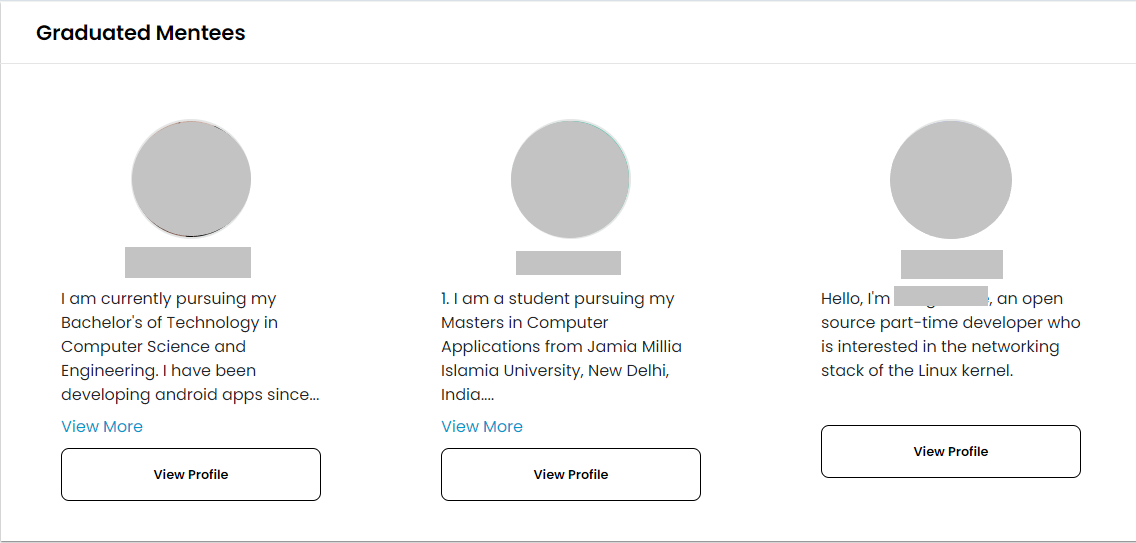 Graduated Mentees
I am currently pursuing my
Bachelor's of Technology in
Computer Science and
Engineering. I have been
developing android apps since...
View More
View Profile
1. I am a student pursuing my
Masters in Computer
Applications from Jamia Millia
Islamia University, New Delhi,
India....
View More
View Profile
Hello, I'm , an open
source part-time developer who
is interested in the networking
stack of the Linux kernel.
View Profile